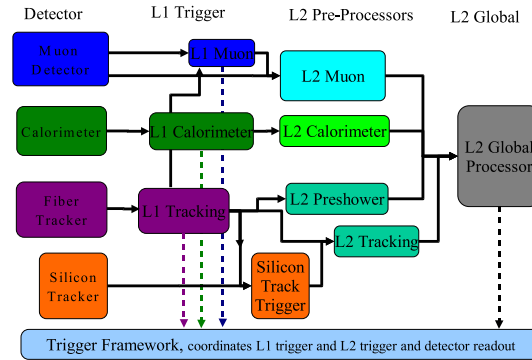 Detector
L1 Trigger
L2 Pre-Processors
L2 Global
Muon
Detector
L1 Muon
L2 Muon
Calorimeter
L1 Calorimeter
L2 Calorimeter
L2 Global
Processor
Fiber
Tracker
L1 Tracking
L2 Preshower
L2 Tracking
Silicon
Tracker
Silicon
Track
Trigger
Trigger Framework, coordinates L1 trigger and L2 trigger and detector readout